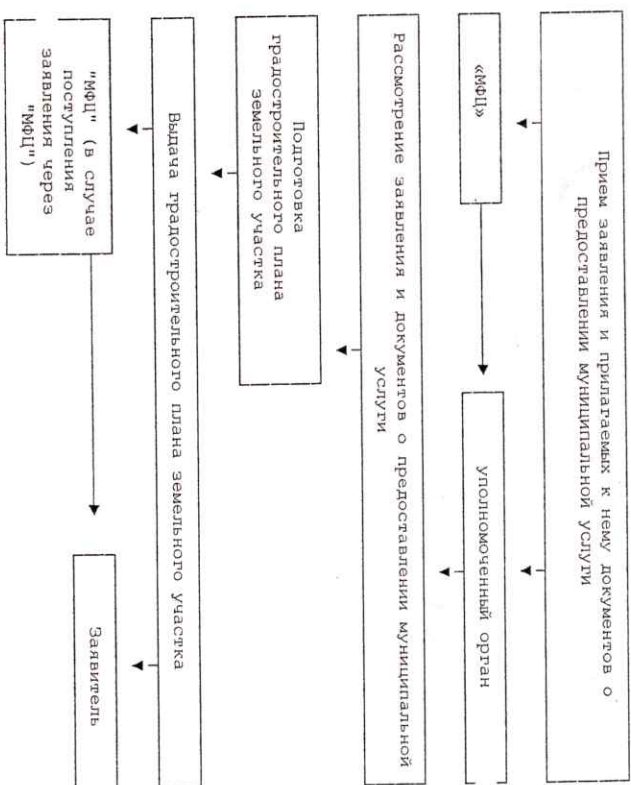 Прием заявления и прилагаемых к нему документов о
предоставлении муниципальной услуги
«МФЦ»
уполномоченный орган
Рассмотрение заявления и документов о предоставлении муниципальной
услуги
Подготовка
градостроительного плана
земельного участка
Выдача градостроительного плана земельного участка
"МФЦ" (в случае
поступления
заявления через
"МФЦ")
Заявитель